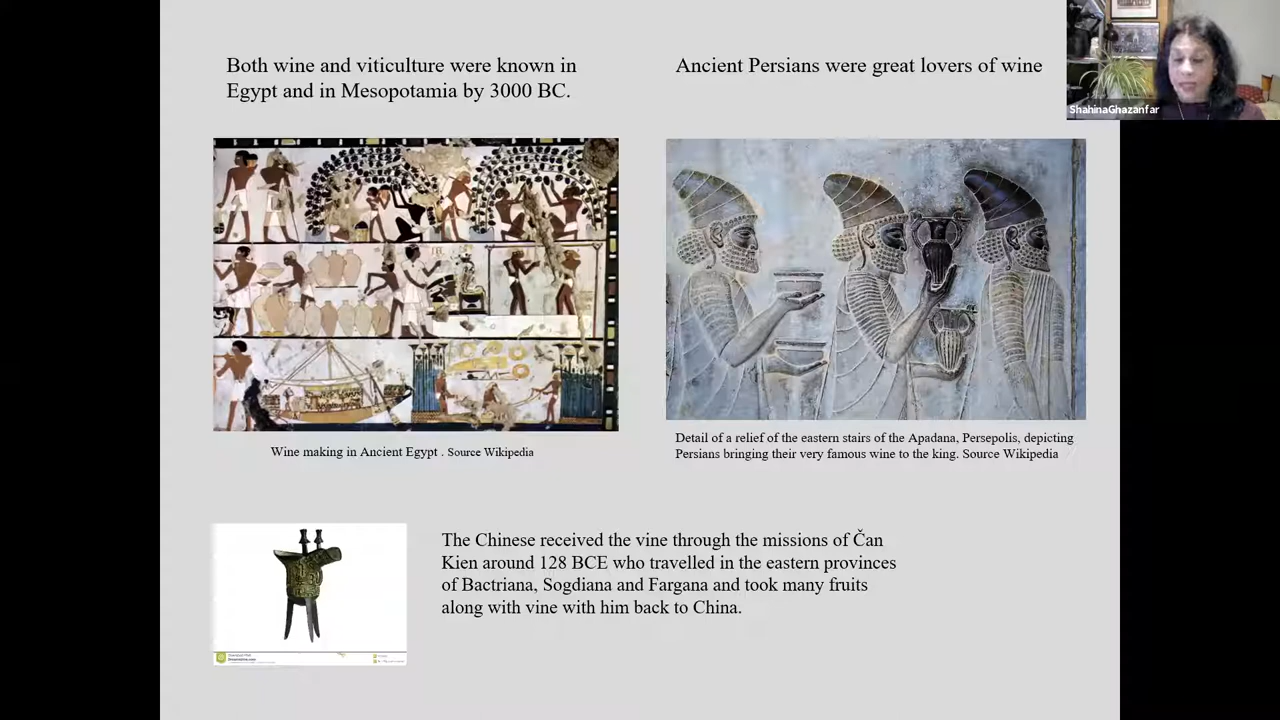 Both wine and viticulture were known in
Egypt and in Mesopotamia by 3000 BC.
Ancient Persians were great lovers of wine
ShahinaGhazanfar
Wine making in Ancient Egypt . Source Wikipedia
Detail of a relief of the eastern stairs of the Apadana, Persepolis, depicting
Persians bringing their very famous wine to the king. Source Wikipedia
The Chinese received the vine through the missions of Čan
Kien around 128 BCE who travelled in the eastern provinces
of Bactriana, Sogdiana and Fargana and took many fruits
along with vine with him back to China.